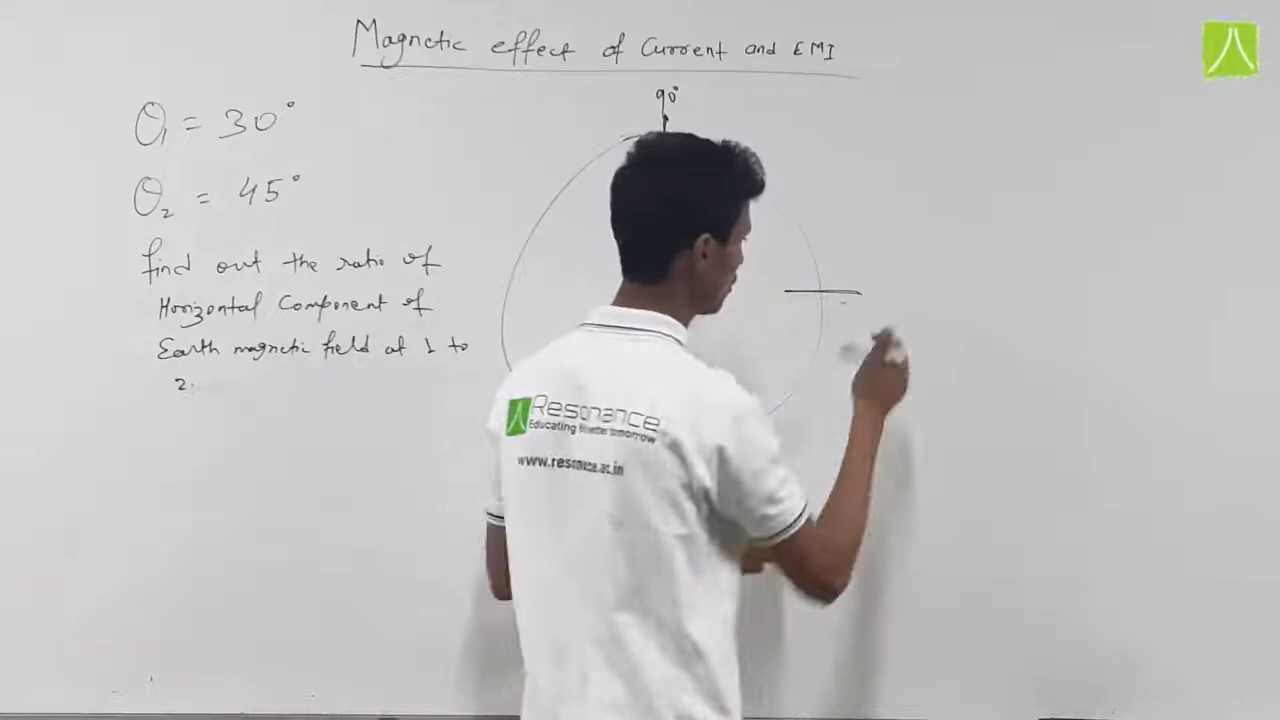 Magnetic effect of Current and EMI
90°
θ₁ = 30°
θ₂ = 45°
find out the ratio of
Horizontal Component of
Earth magnetic field at 1 to
2.
Resonance
Educating for better tomorrow
www.resonance.ac.in